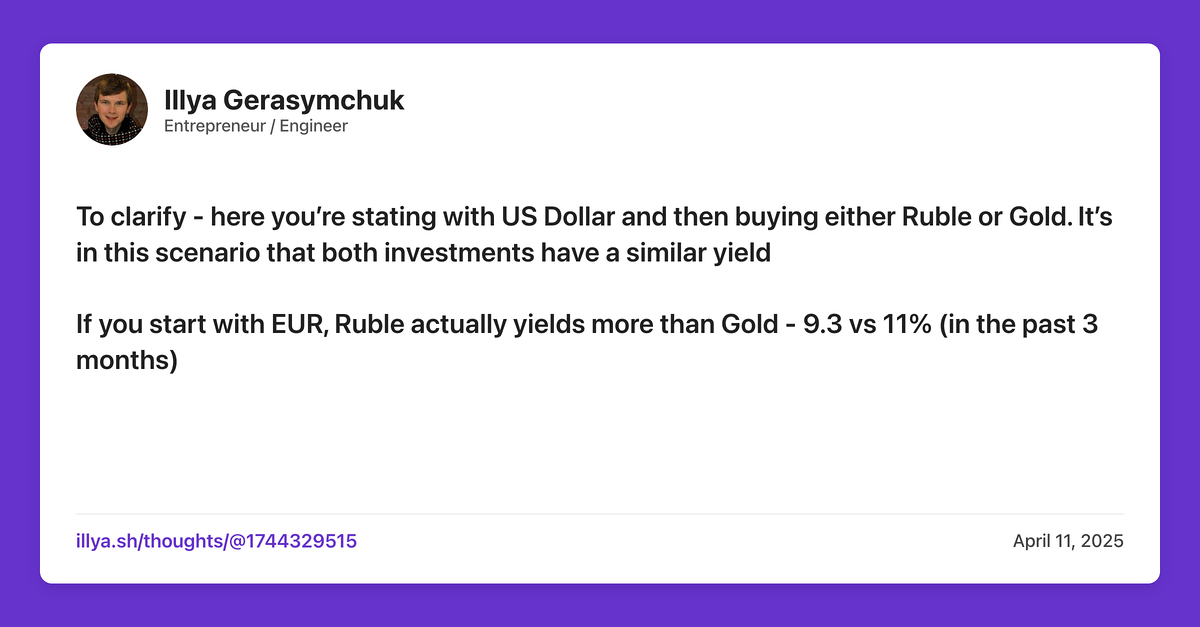 Illya Gerasymchuk
Entrepreneur / Engineer
To clarify - here you’re stating with US Dollar and then buying either Ruble or Gold. It’s
in this scenario that both investments have a similar yield
If you start with EUR, Ruble actually yields more than Gold - 9.3 vs 11% (in the past 3
months)
illya.sh/thoughts/@1744329515
April 11, 2025